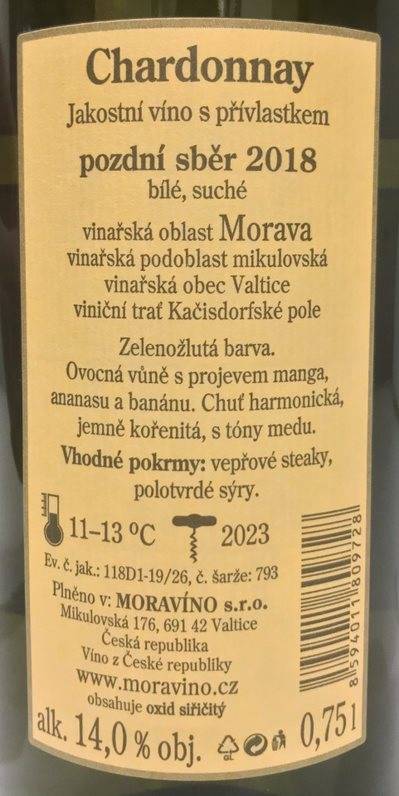 Chardonnay
Jakostní víno s přívlastkem
pozdní sběr 2018
bílé, suché
vinařská oblast Morava
vinařská podoblast mikulovská
vinařská obec Valtice
viniční trať Kačisdorfské pole
Zelenožlutá barva.
Ovocná vůně s projevem manga,
ananasu a banánu. Chuť harmonická,
jemně kořenitá, s tóny medu.
Vhodné pokrmy: vepřové steaky,
polotvrdé sýry.
11–13 ºC 2023
Ev. č. jak.: 118D1-19/26, č. šarže: 793
Plněno v: MORAVÍNO s.r.o.
Mikulovská 176, 691 42 Valtice
Česká republika
Víno z České republiky
www.moravino.cz
obsahuje oxid siřičitý
alk. 14,0 % obj. GL 0,75 l
8594011809728